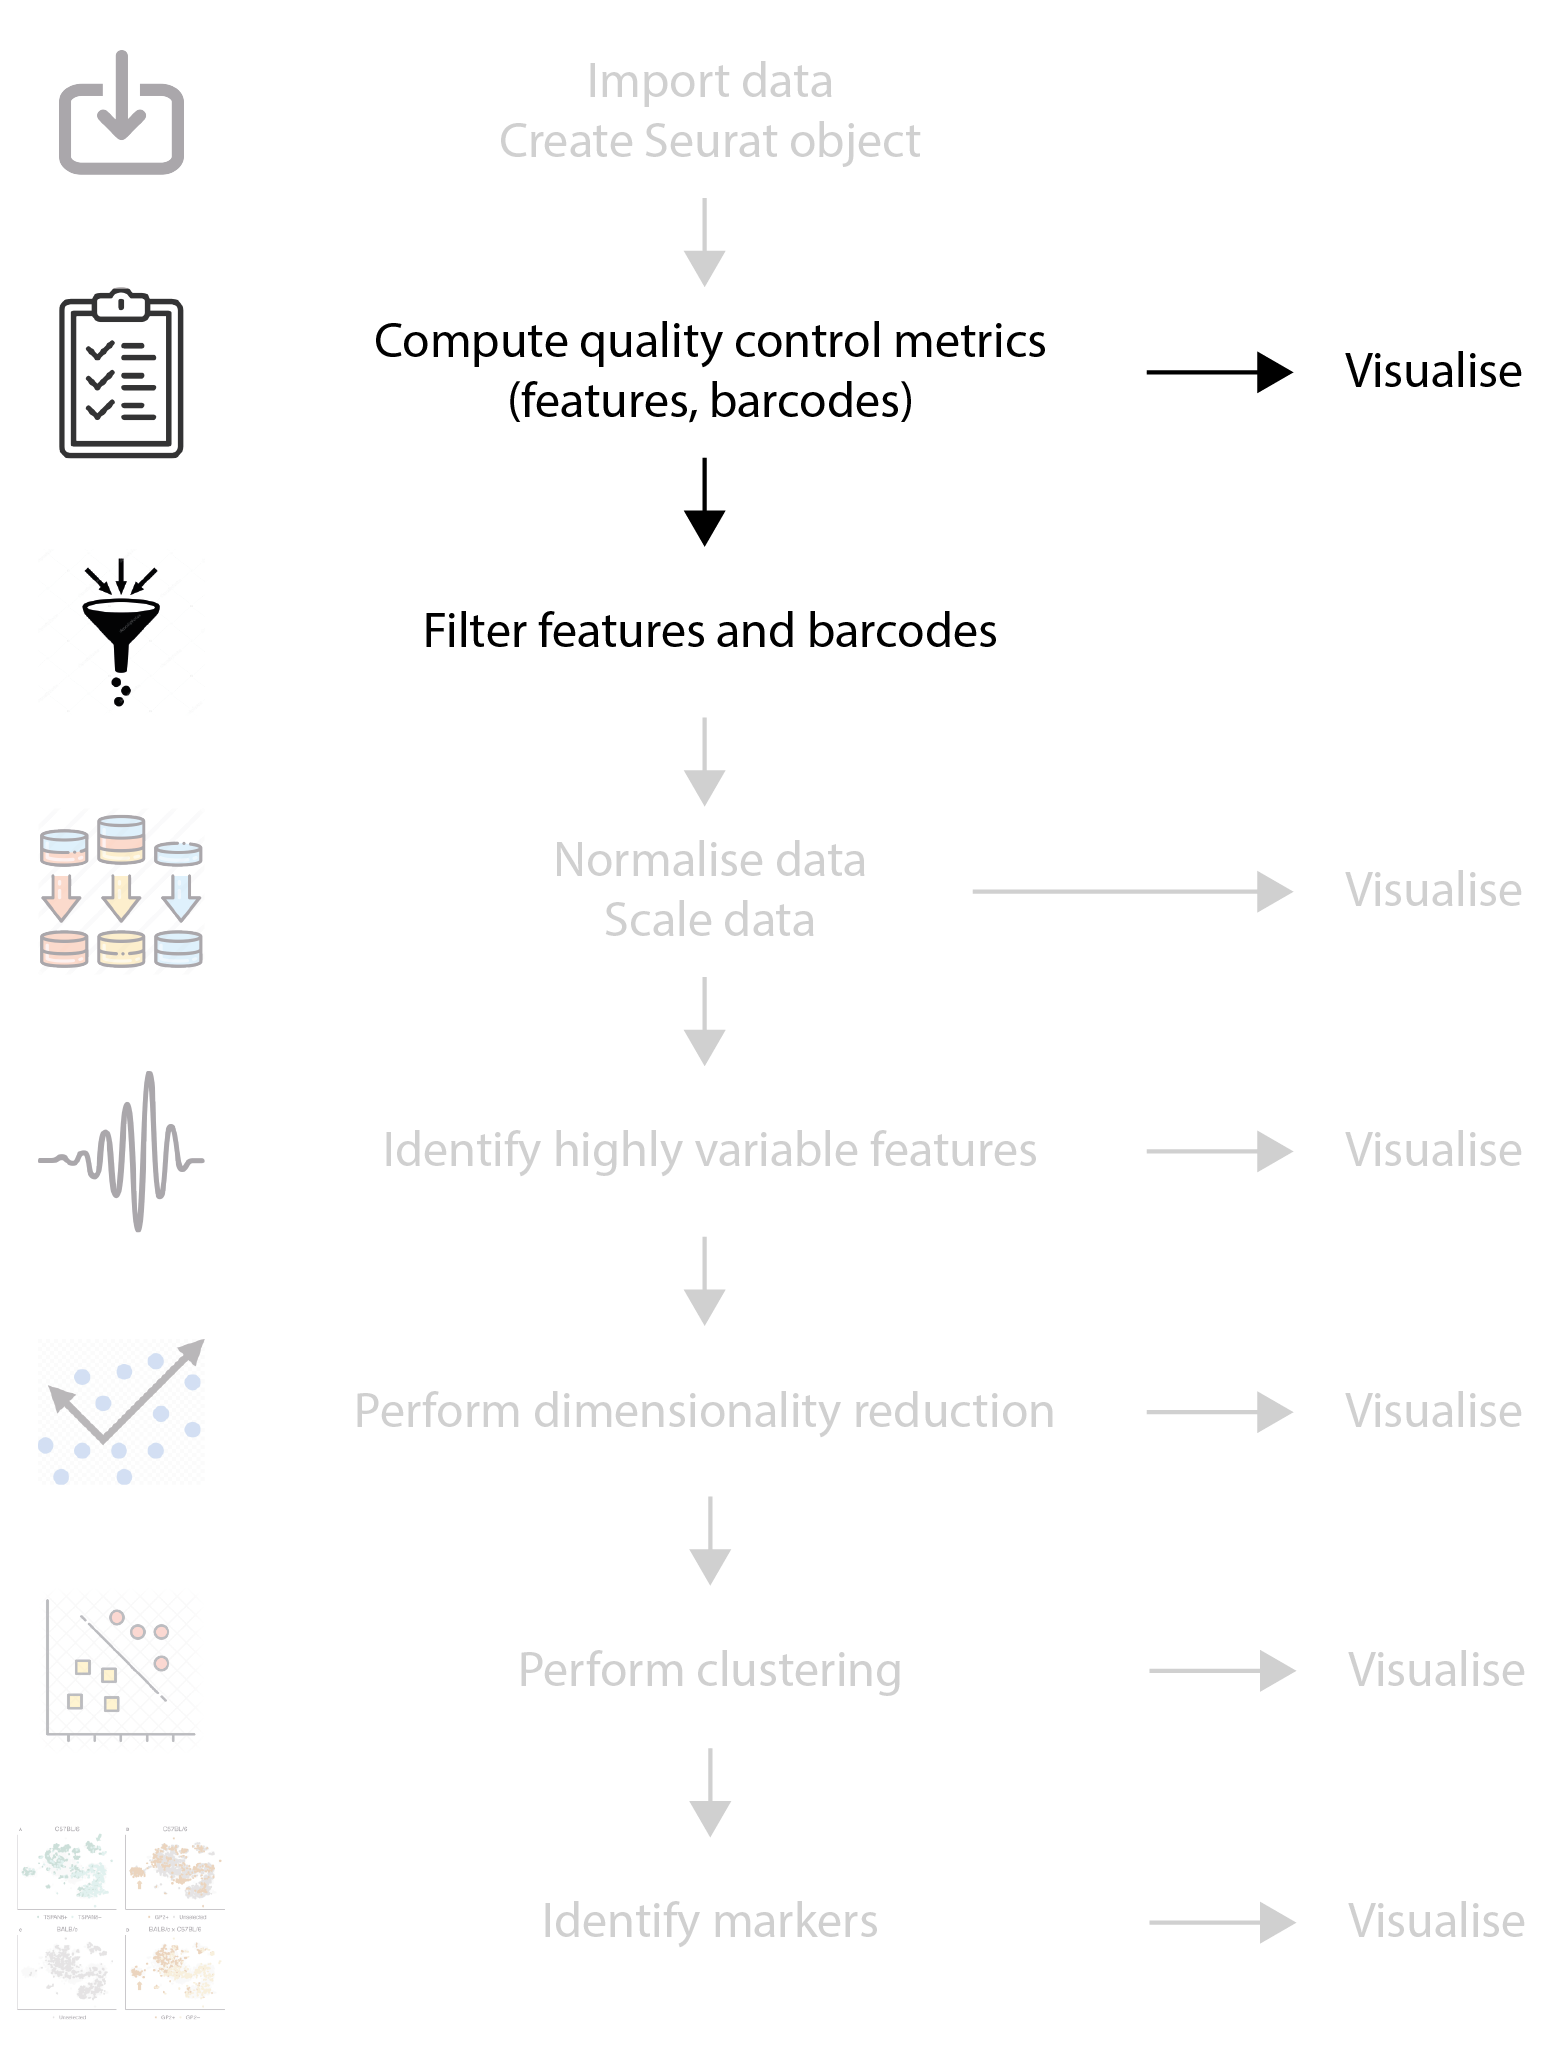 Import data
Create Seurat object
Compute quality control metrics
(features, barcodes)
Visualise
Filter features and barcodes
Normalise data
Scale data
Visualise
Identify highly variable features
Visualise
Perform dimensionality reduction
Visualise
Perform clustering
Visualise
Identify markers
Visualise